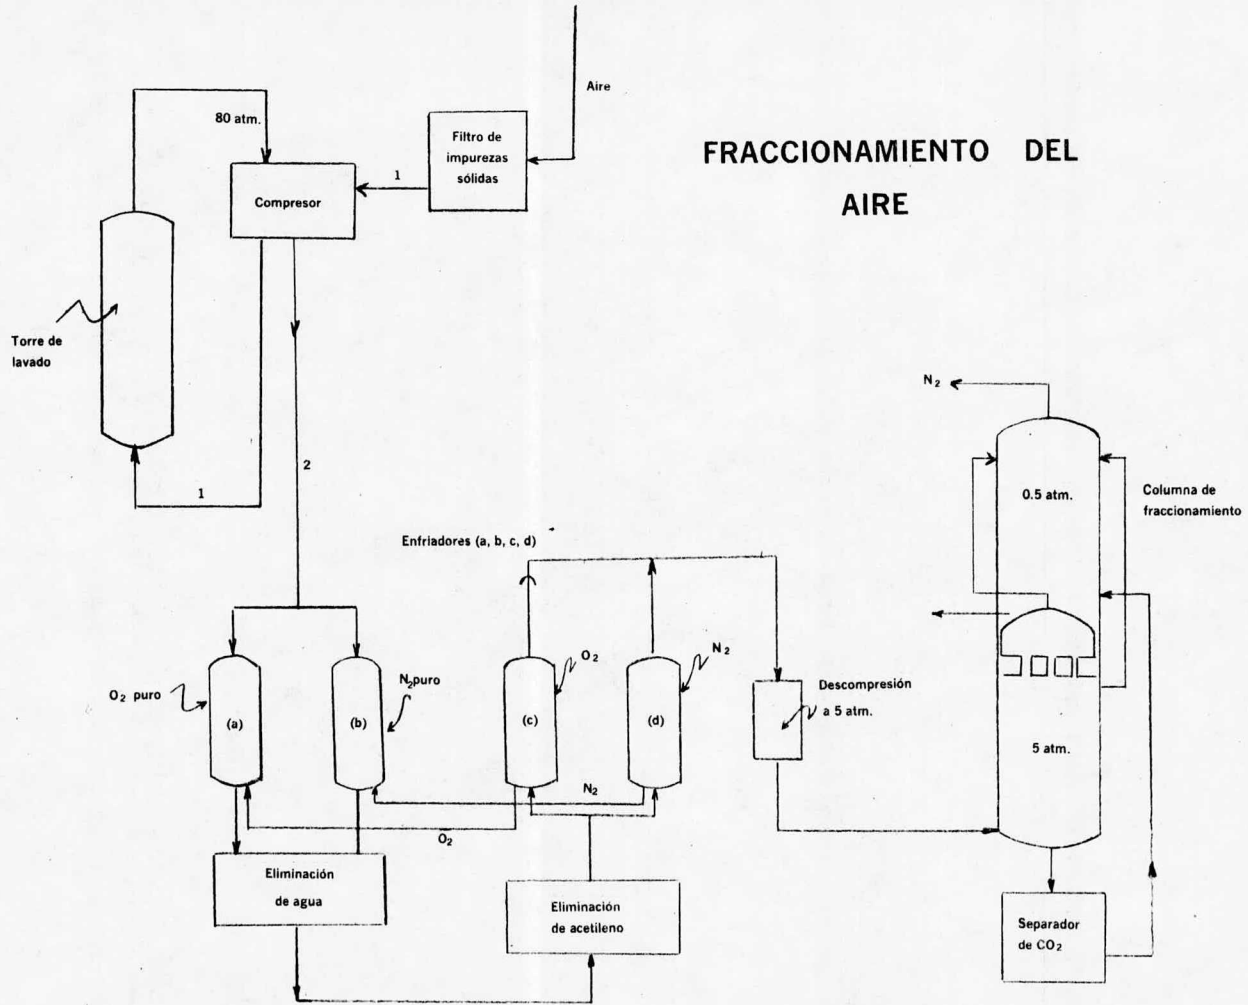 Aire
80 atm.
Filtro de
impurezas
sólidas
FRACCIONAMIENTO DEL
AIRE
1
Compresor
Torre de
lavado
N₂
2
1
0.5 atm.
Columna de
fraccionamiento
Enfriadores (a, b, c, d)
O₂ puro
N₂puro
O₂
N₂
(a)
(b)
(c)
(d)
Descompresión
a 5 atm.
5 atm.
N₂
O₂
Eliminación
de agua
Eliminación
de acetileno
Separador
de CO₂